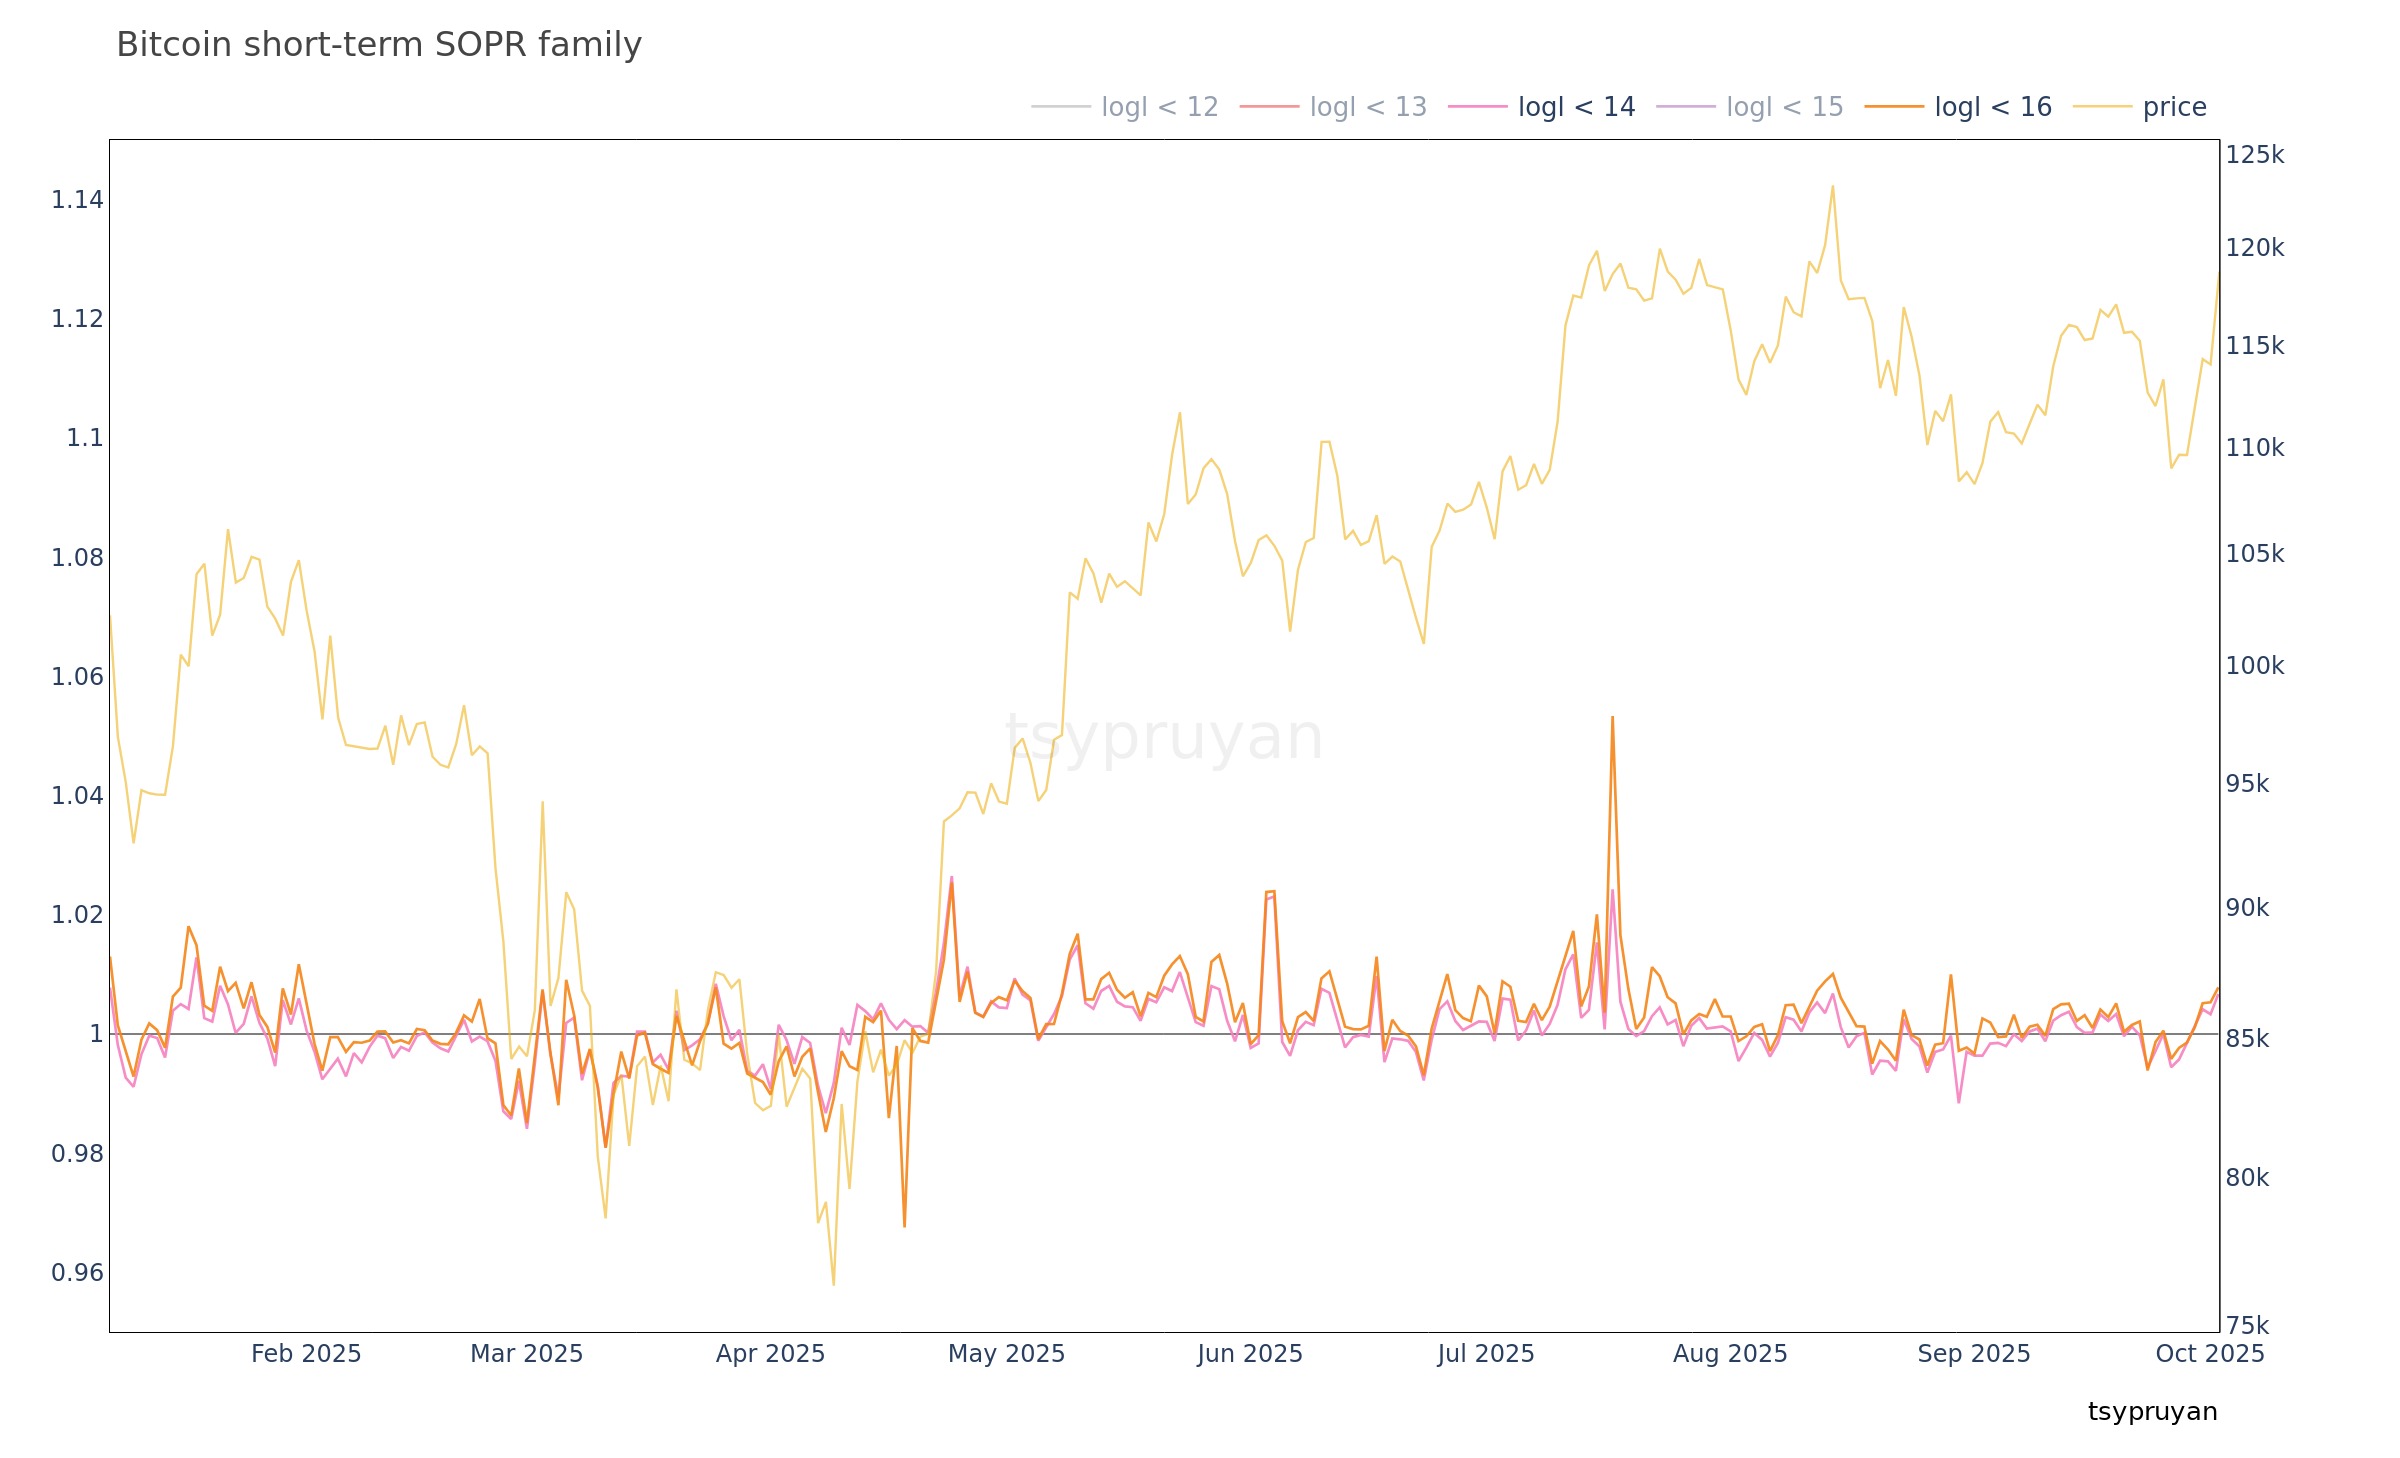 Bitcoin short-term SOPR family
logl < 12 logl < 13 logl < 14 logl < 15 logl < 16 price
1.14
1.12
1.1
1.08
1.06
1.04
1.02
1
0.98
0.96
125k
120k
115k
110k
105k
100k
95k
90k
85k
80k
75k
tsypruyan
Feb 2025 Mar 2025 Apr 2025 May 2025 Jun 2025 Jul 2025 Aug 2025 Sep 2025 Oct 2025
tsypruyan